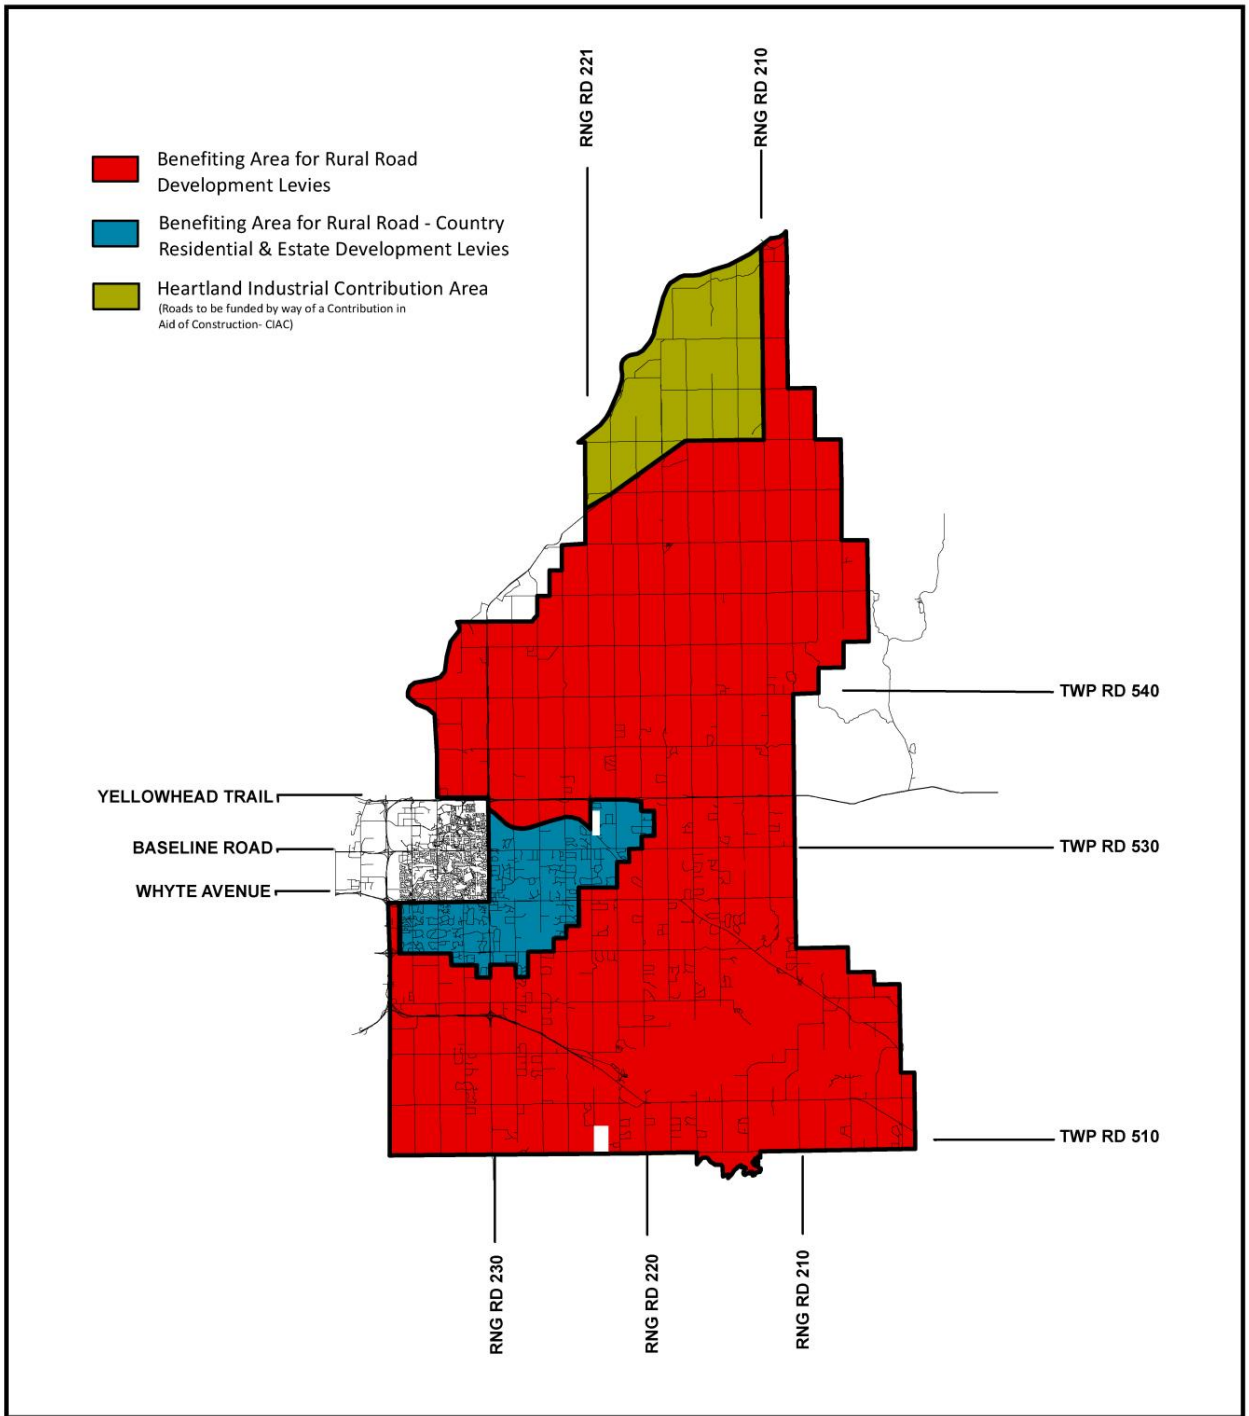 RNG RD 221
RNG RD 210
Benefiting Area for Rural Road
Development Levies
Benefiting Area for Rural Road - Country
Residential & Estate Development Levies
Heartland Industrial Contribution Area
(Roads to be funded by way of a Contribution in
Aid of Construction- CIAC)
TWP RD 540
YELLOWHEAD TRAIL
BASELINE ROAD
TWP RD 530
WHYTE AVENUE
TWP RD 510
RNG RD 230
RNG RD 220
RNG RD 210